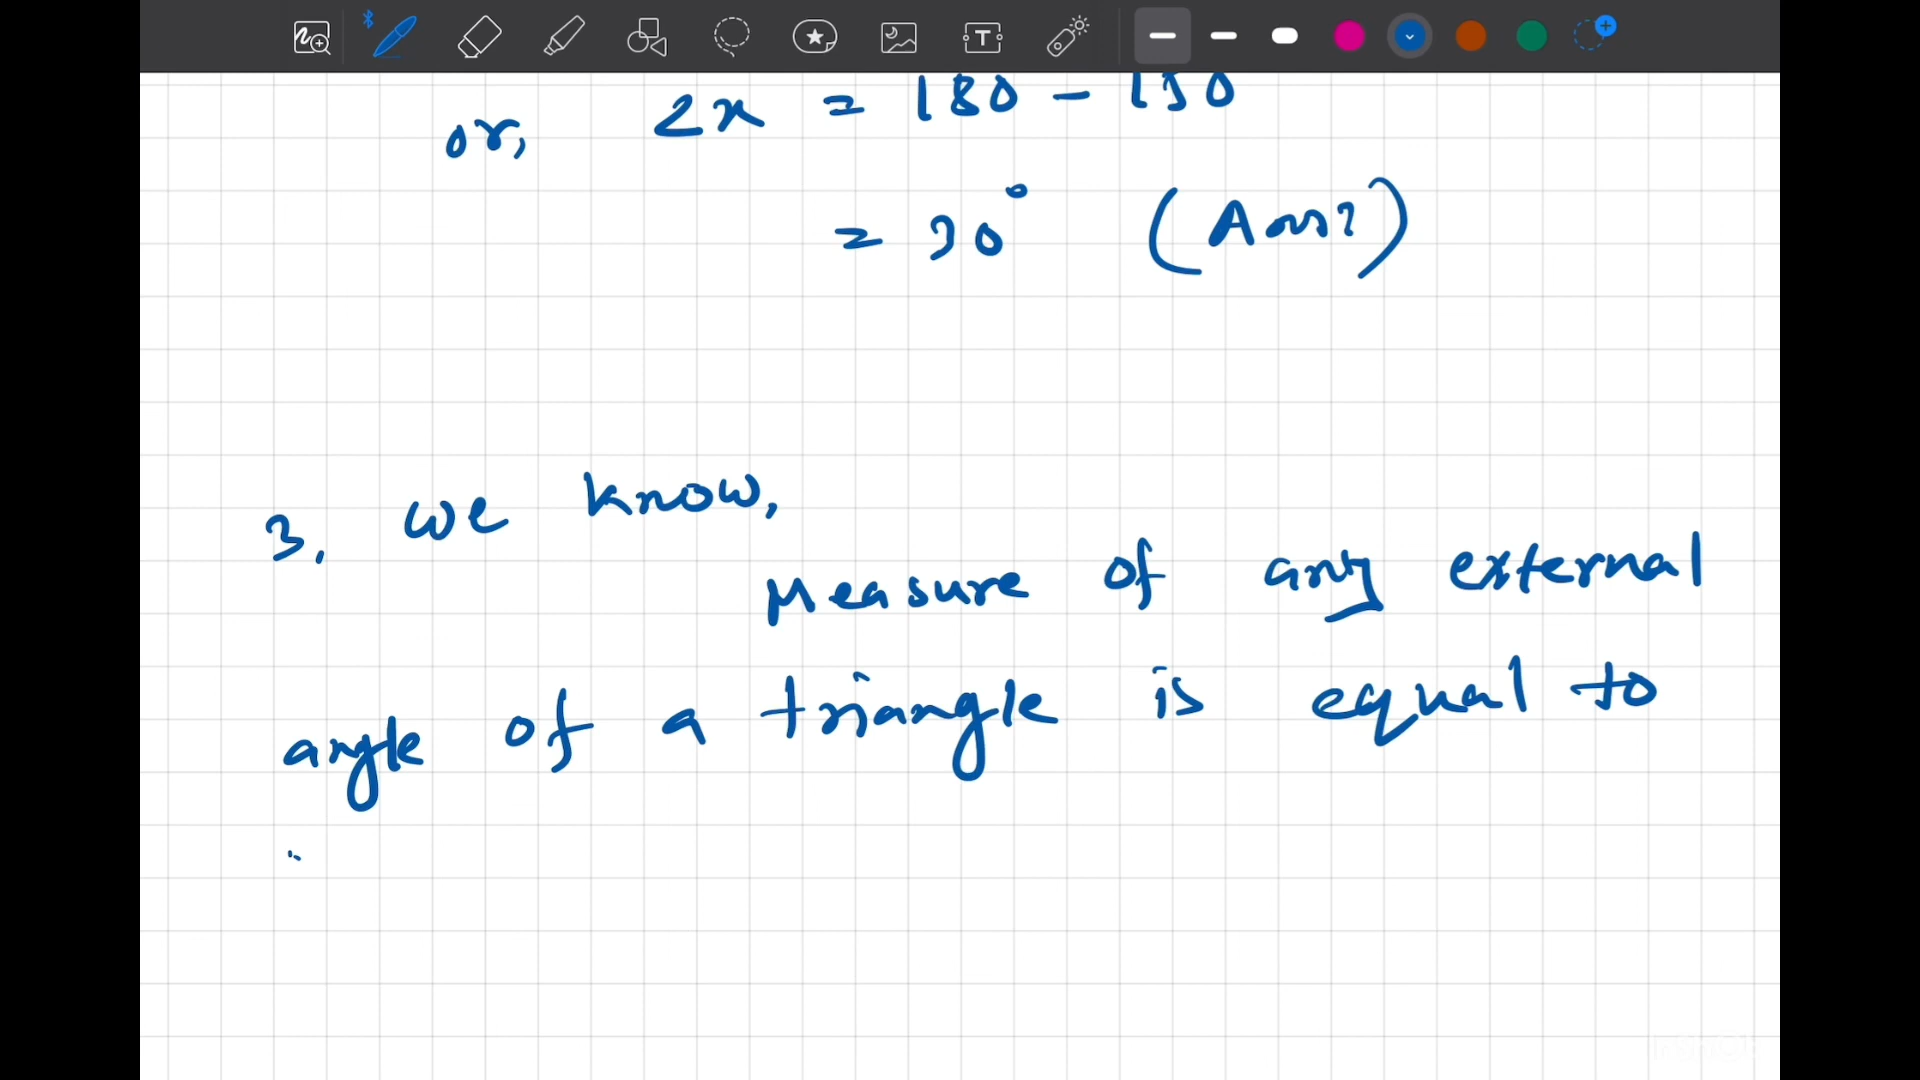 or, 2x = 180 - 150
= 30° (Ans)
3. We know,
Measure of any external
angle of a triangle is equal to